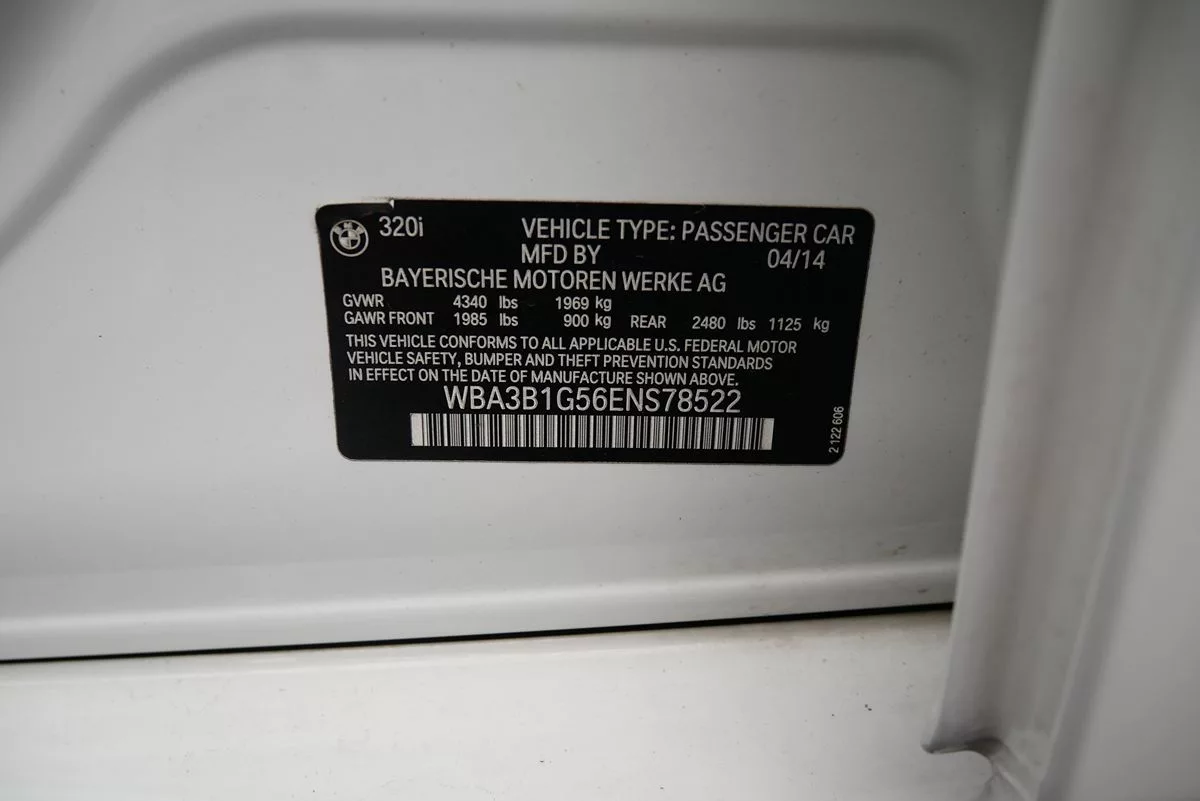 BMW 320i VEHICLE TYPE: PASSENGER CAR
MFD BY 04/14
BAYERISCHE MOTOREN WERKE AG
GVWR 4340 lbs 1969 kg
GAWR FRONT 1985 lbs 900 kg REAR 2480 lbs 1125 kg
THIS VEHICLE CONFORMS TO ALL APPLICABLE U.S. FEDERAL MOTOR
VEHICLE SAFETY, BUMPER AND THEFT PREVENTION STANDARDS
IN EFFECT ON THE DATE OF MANUFACTURE SHOWN ABOVE.
WBA3B1G56ENS78522
2 122 606